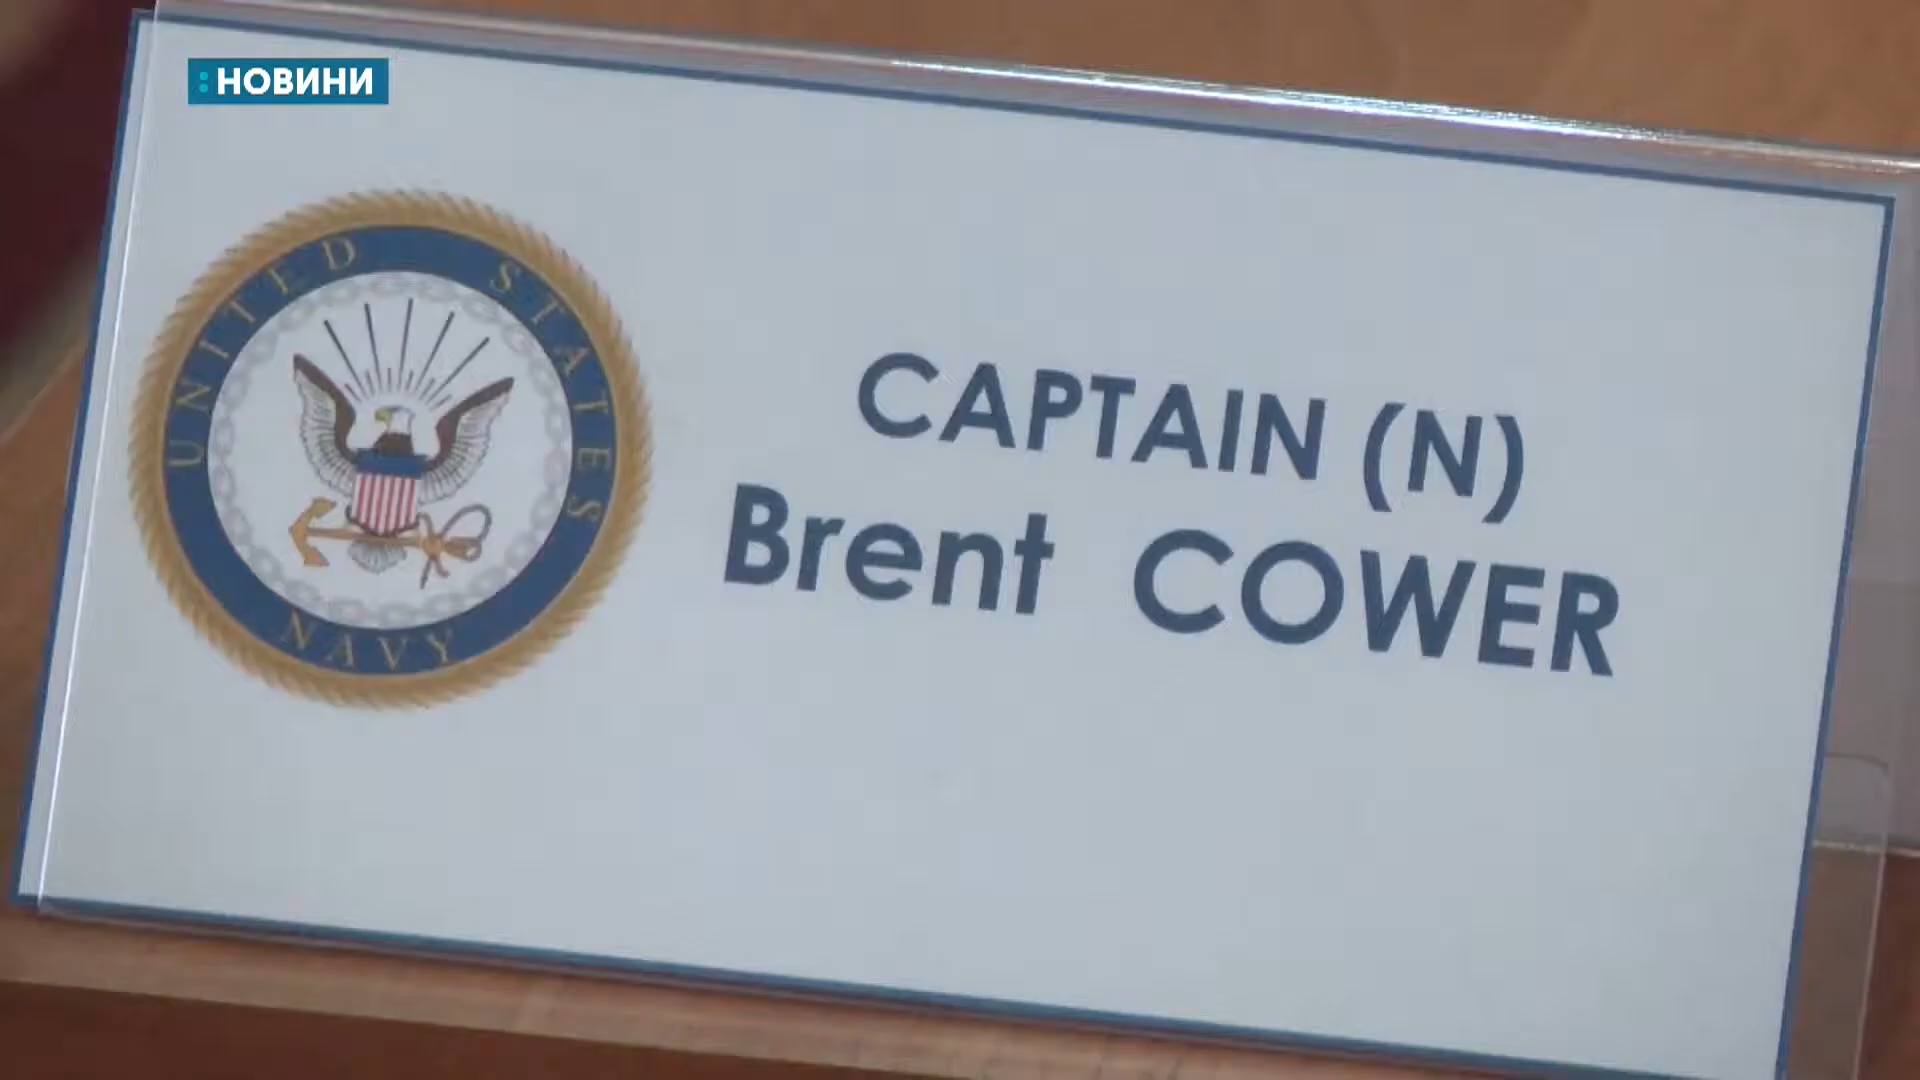 :НОВИНИ
UNITED STATES
NAVY
CAPTAIN (N)
Brent COWER